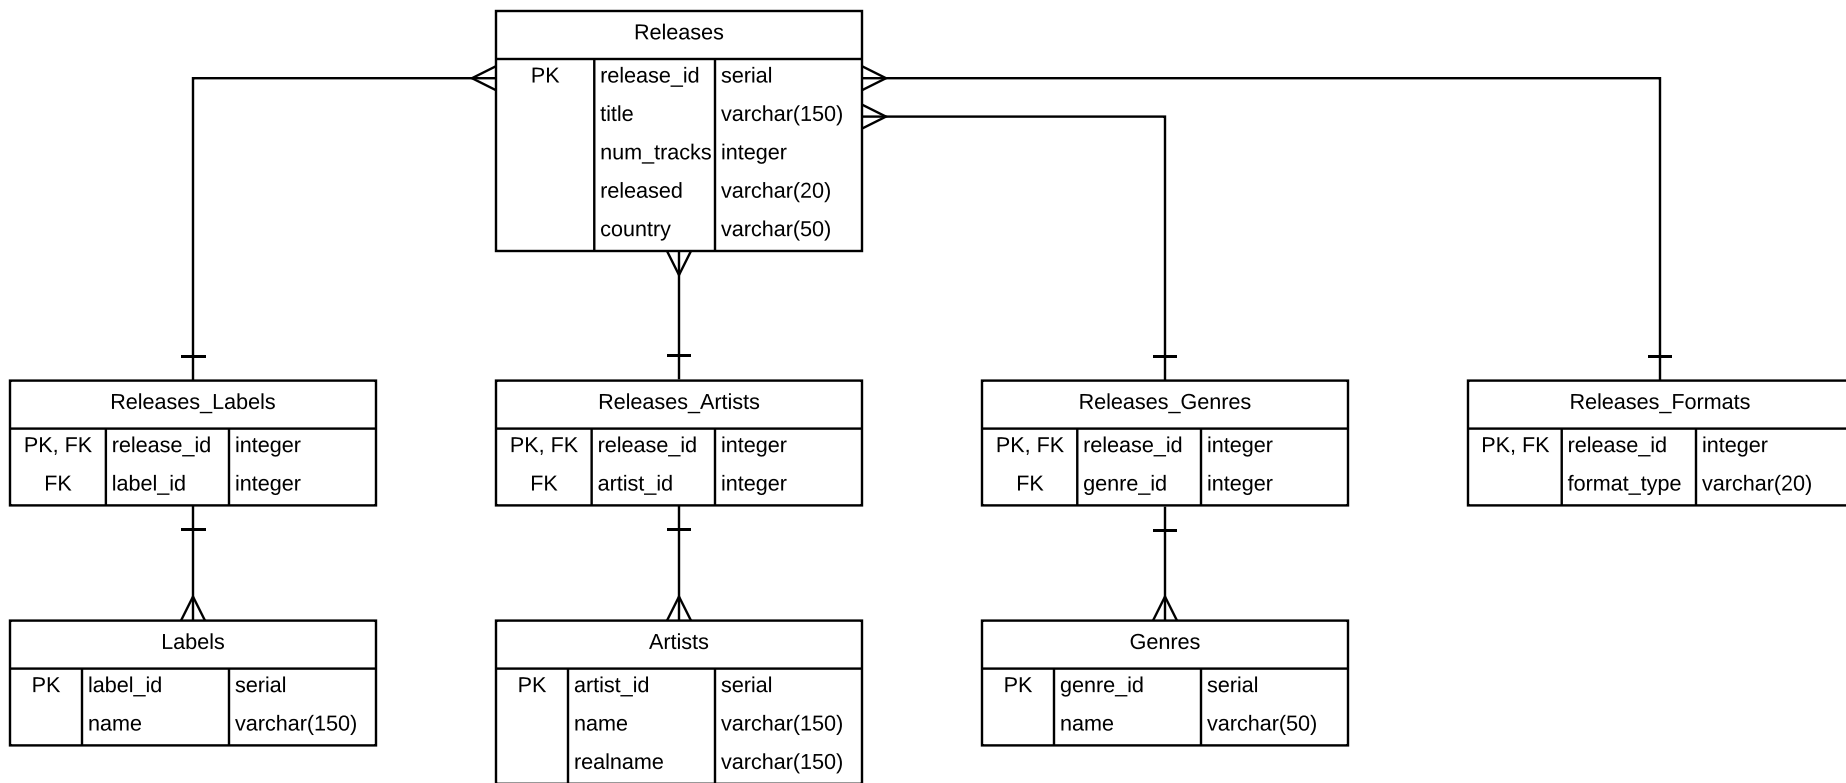 Releases
PK release_id serial
title varchar(150)
num_tracks integer
released varchar(20)
country varchar(50)
Releases_Labels
PK, FK release_id integer
FK label_id integer
Releases_Artists
PK, FK release_id integer
FK artist_id integer
Releases_Genres
PK, FK release_id integer
FK genre_id integer
Releases_Formats
PK, FK release_id integer
format_type varchar(20)
Labels
PK label_id serial
name varchar(150)
Artists
PK artist_id serial
name varchar(150)
realname varchar(150)
Genres
PK genre_id serial
name varchar(50)